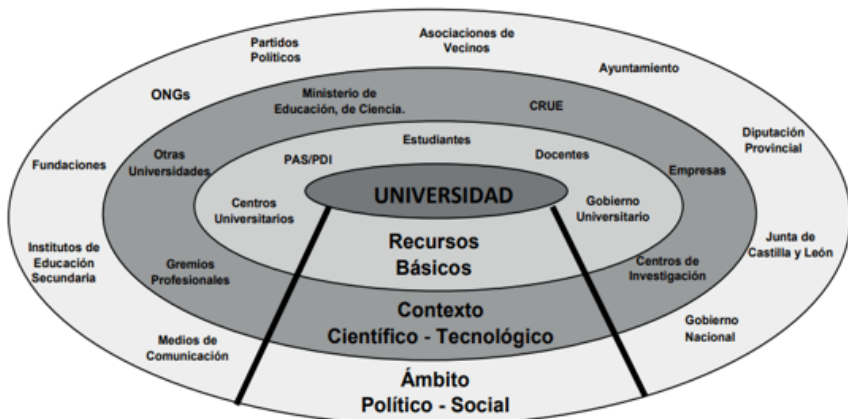 Partidos
Políticos
Asociaciones de
Vecinos
Ayuntamiento
ONGs
Ministerio de
Educación, de Ciencia.
CRUE
Diputación
Provincial
Fundaciones
Otras
Universidades
PAS/PDI
Estudiantes
Docentes
Empresas
UNIVERSIDAD
Centros
Universitarios
Gobierno
Universitario
Institutos de
Educación
Secundaria
Gremios
Profesionales
Recursos
Básicos
Centros de
Investigación
Junta de
Castilla y León
Medios de
Comunicación
Contexto
Científico - Tecnológico
Gobierno
Nacional
Ámbito
Político - Social